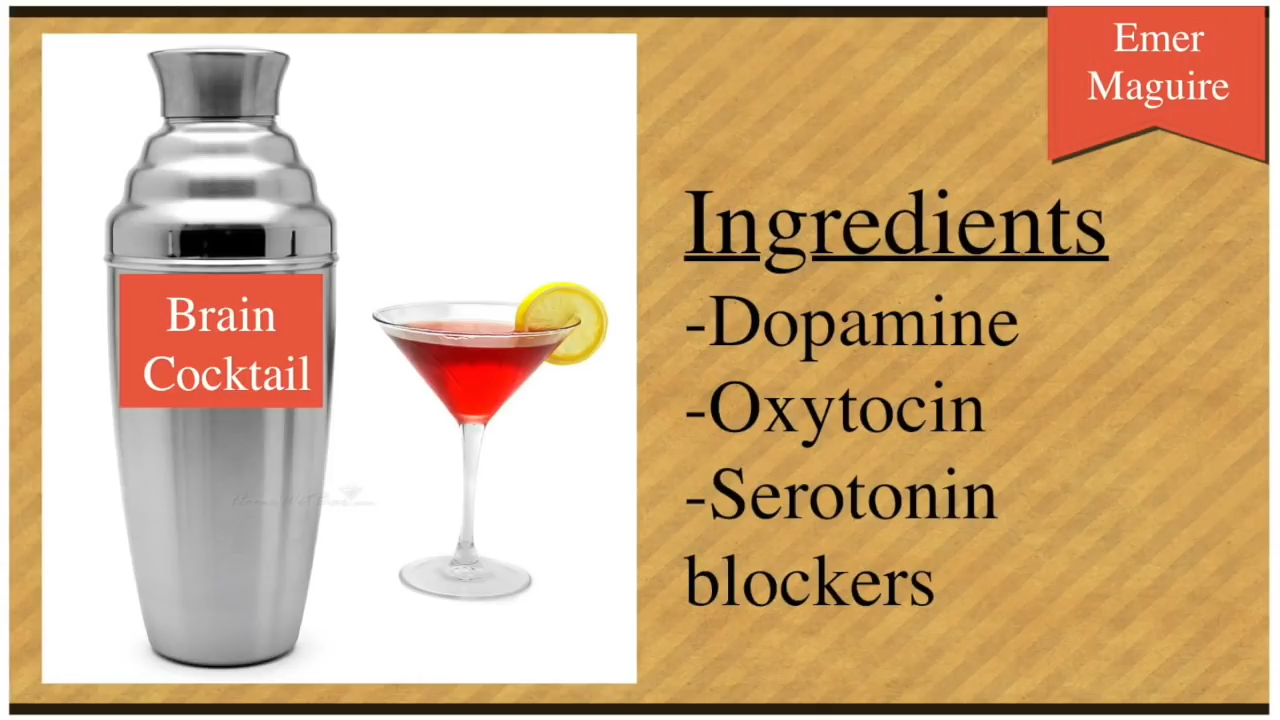 Emer
Maguire
Brain
Cocktail
Ingredients
-Dopamine
-Oxytocin
-Serotonin
blockers